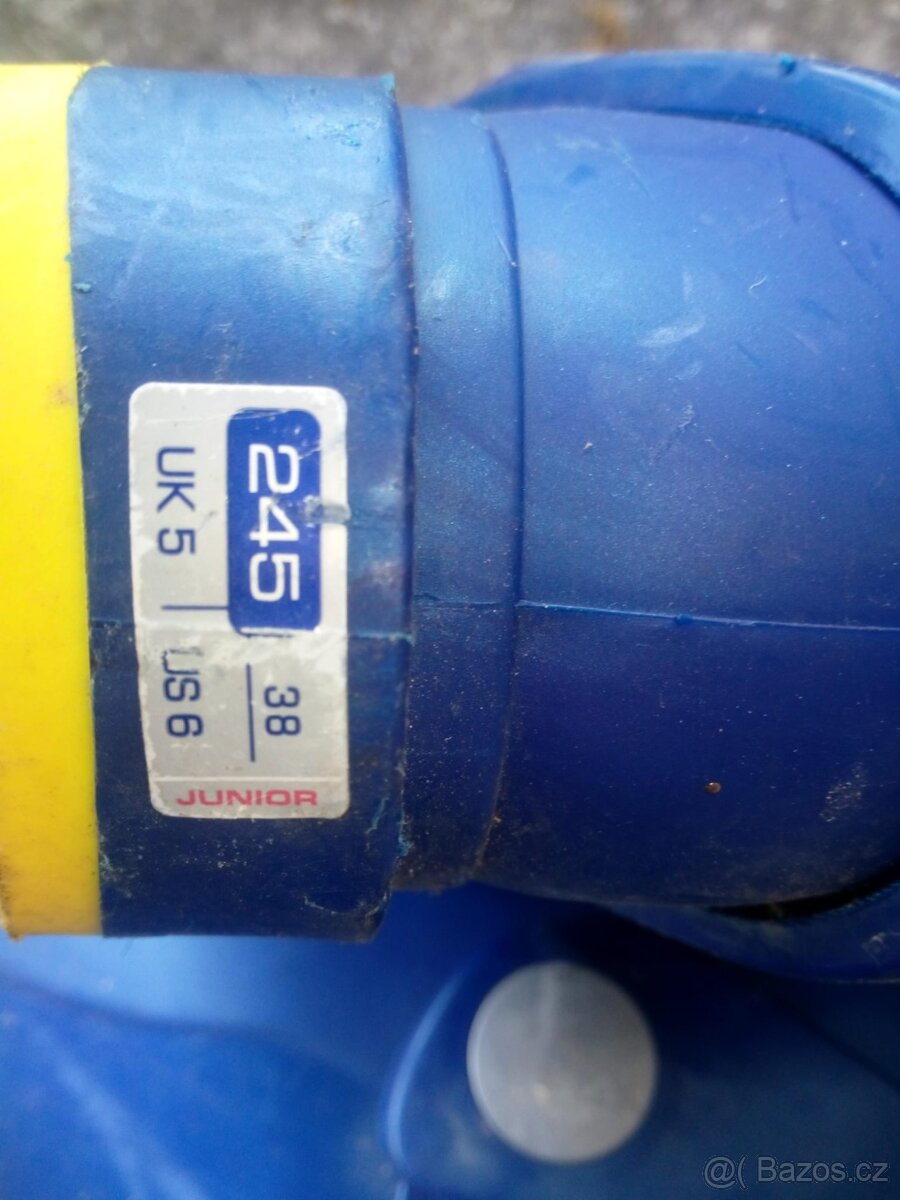 245
38
UK 5
US 6
JUNIOR
@( Bazos.cz